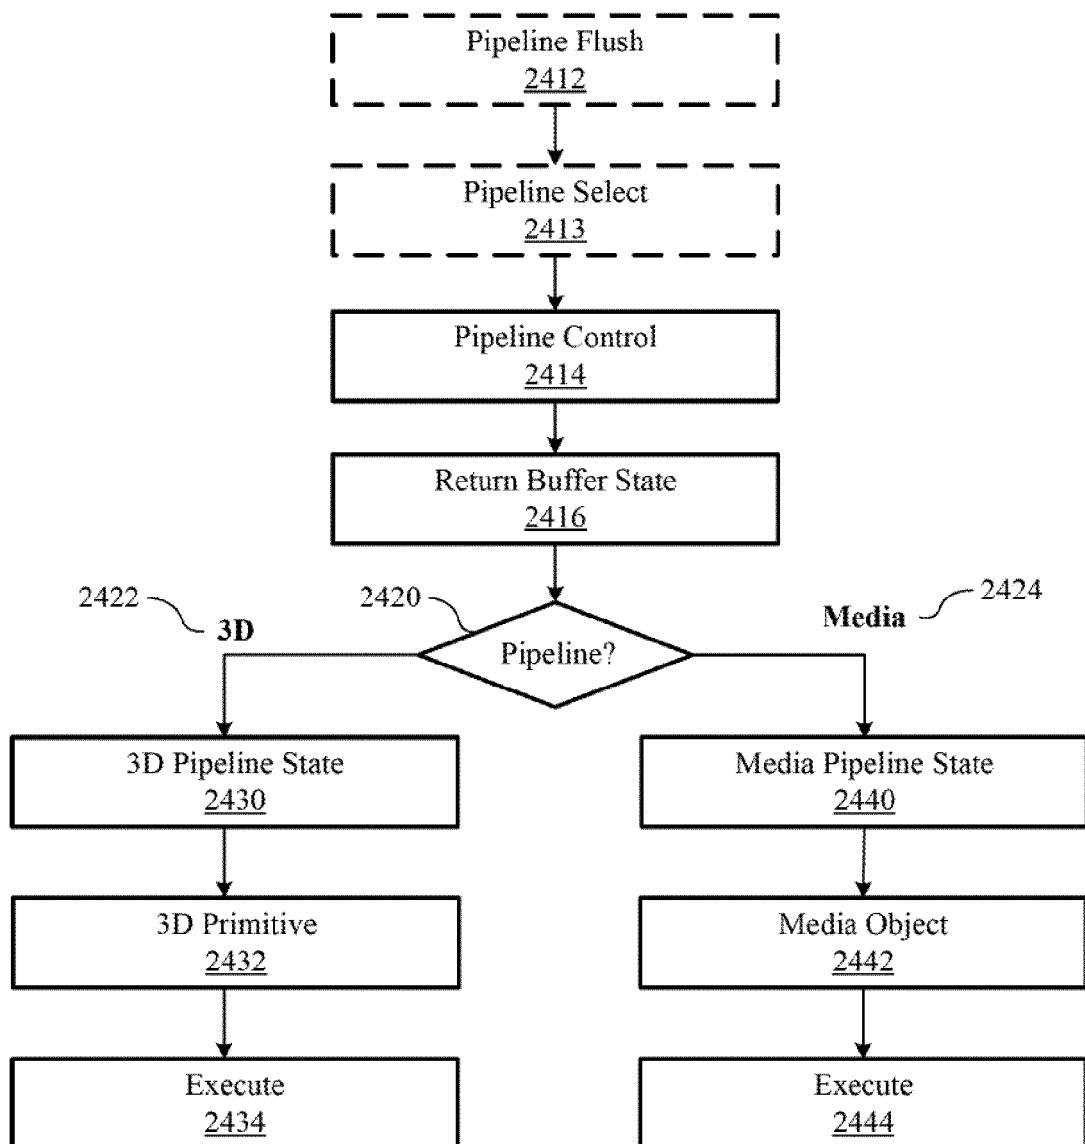 Pipeline Flush
2412
Pipeline Select
2413
Pipeline Control
2414
Return Buffer State
2416
2422
3D
2420
Pipeline?
Media
2424
3D Pipeline State
2430
Media Pipeline State
2440
3D Primitive
2432
Media Object
2442
Execute
2434
Execute
2444